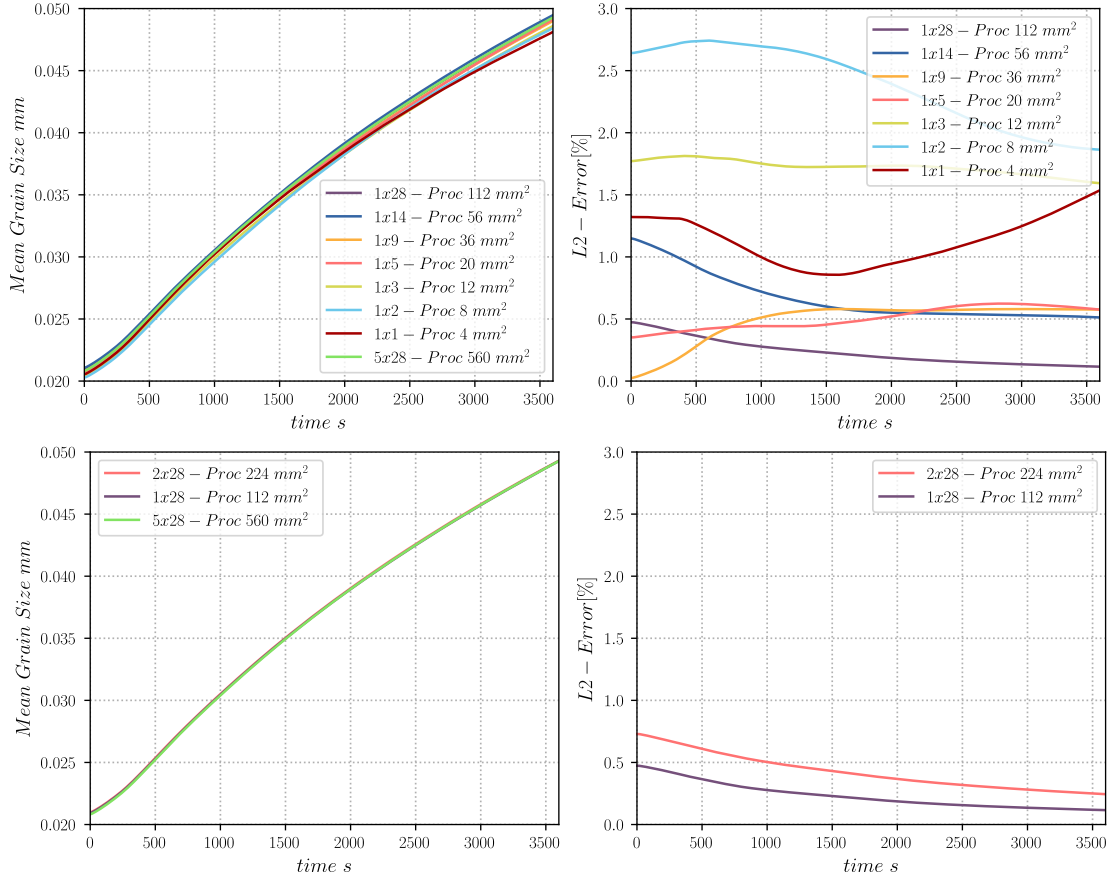 0.050
0.045
0.040
0.035
0.030
0.025
0.020
Mean Grain Size mm
1x28 − Proc 112 mm²
1x14 − Proc 56 mm²
1x9 − Proc 36 mm²
1x5 − Proc 20 mm²
1x3 − Proc 12 mm²
1x2 − Proc 8 mm²
1x1 − Proc 4 mm²
5x28 − Proc 560 mm²
0 500 1000 1500 2000 2500 3000 3500
time s
3.0
2.5
2.0
1.5
1.0
0.5
0.0
L2 − Error[%]
1x28 − Proc 112 mm²
1x14 − Proc 56 mm²
1x9 − Proc 36 mm²
1x5 − Proc 20 mm²
1x3 − Proc 12 mm²
1x2 − Proc 8 mm²
1x1 − Proc 4 mm²
0 500 1000 1500 2000 2500 3000 3500
time s
0.050
0.045
0.040
0.035
0.030
0.025
0.020
Mean Grain Size mm
2x28 − Proc 224 mm²
1x28 − Proc 112 mm²
5x28 − Proc 560 mm²
0 500 1000 1500 2000 2500 3000 3500
time s
3.0
2.5
2.0
1.5
1.0
0.5
0.0
L2 − Error[%]
2x28 − Proc 224 mm²
1x28 − Proc 112 mm²
0 500 1000 1500 2000 2500 3000 3500
time s